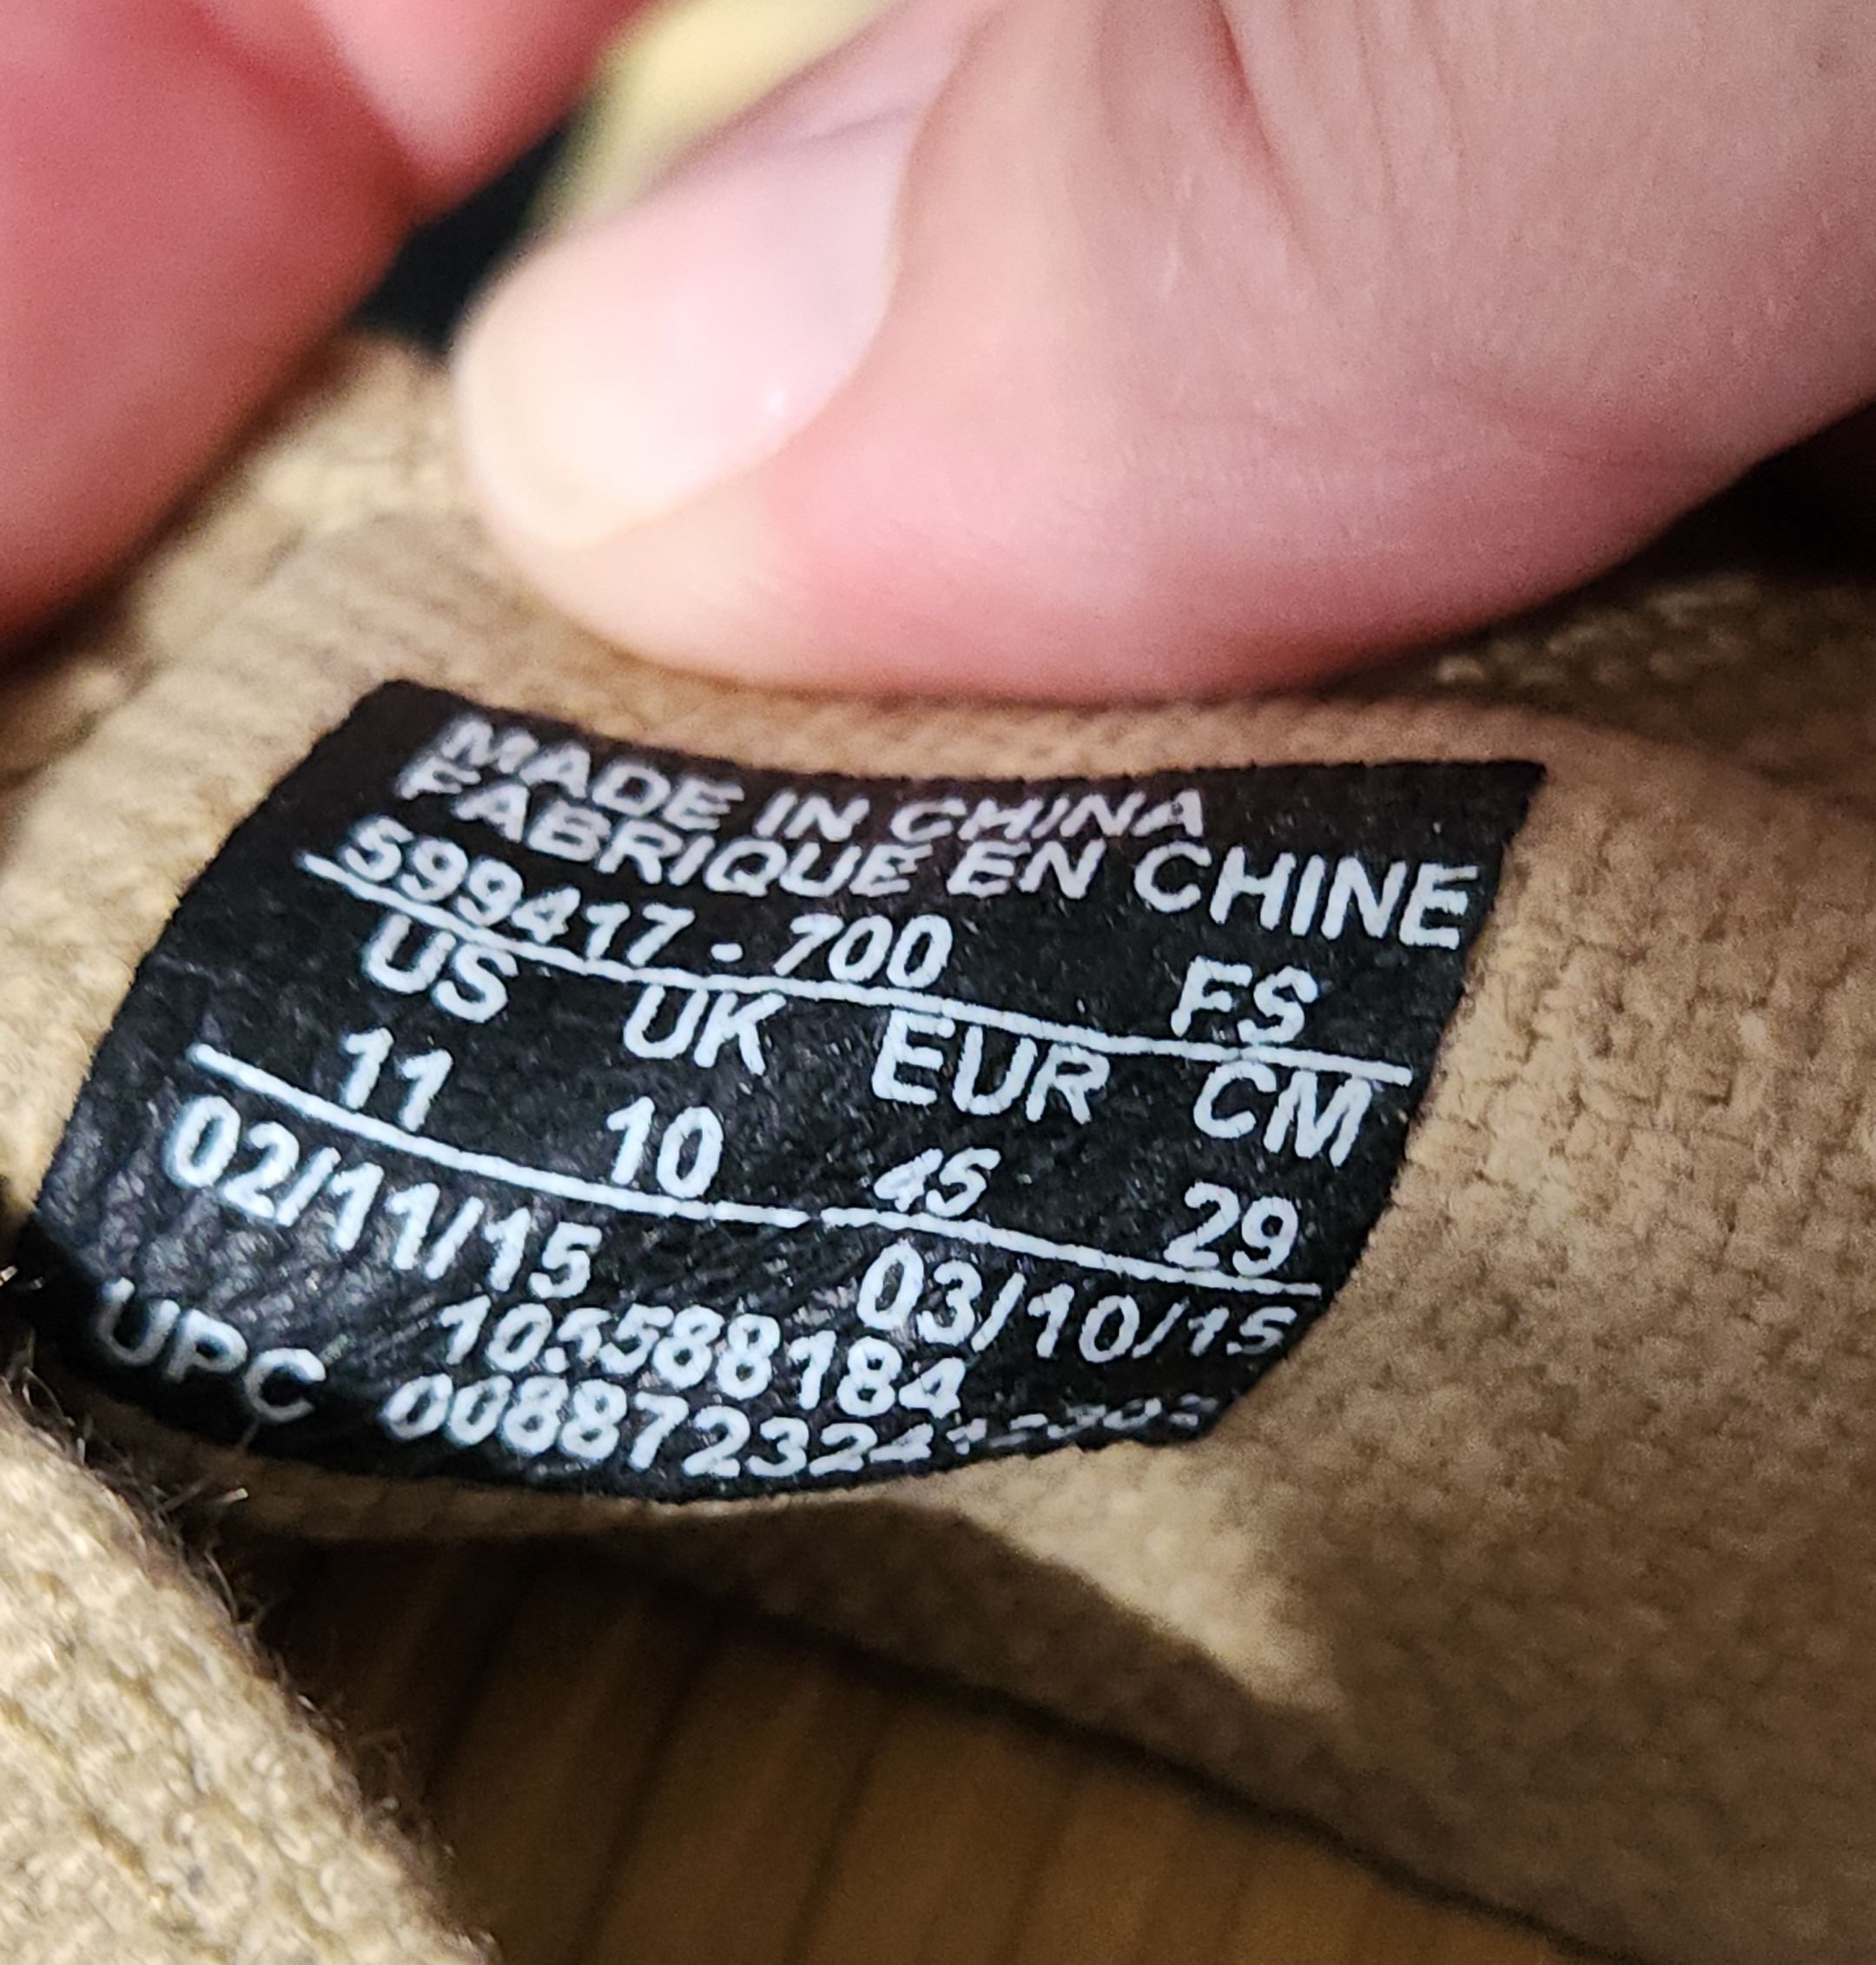 MADE IN CHINA
FABRIQUE EN CHINE
599417 - 700 FS
US UK EUR CM
11 10 45 29
02/11/15 03/10/15
105588184
UPC